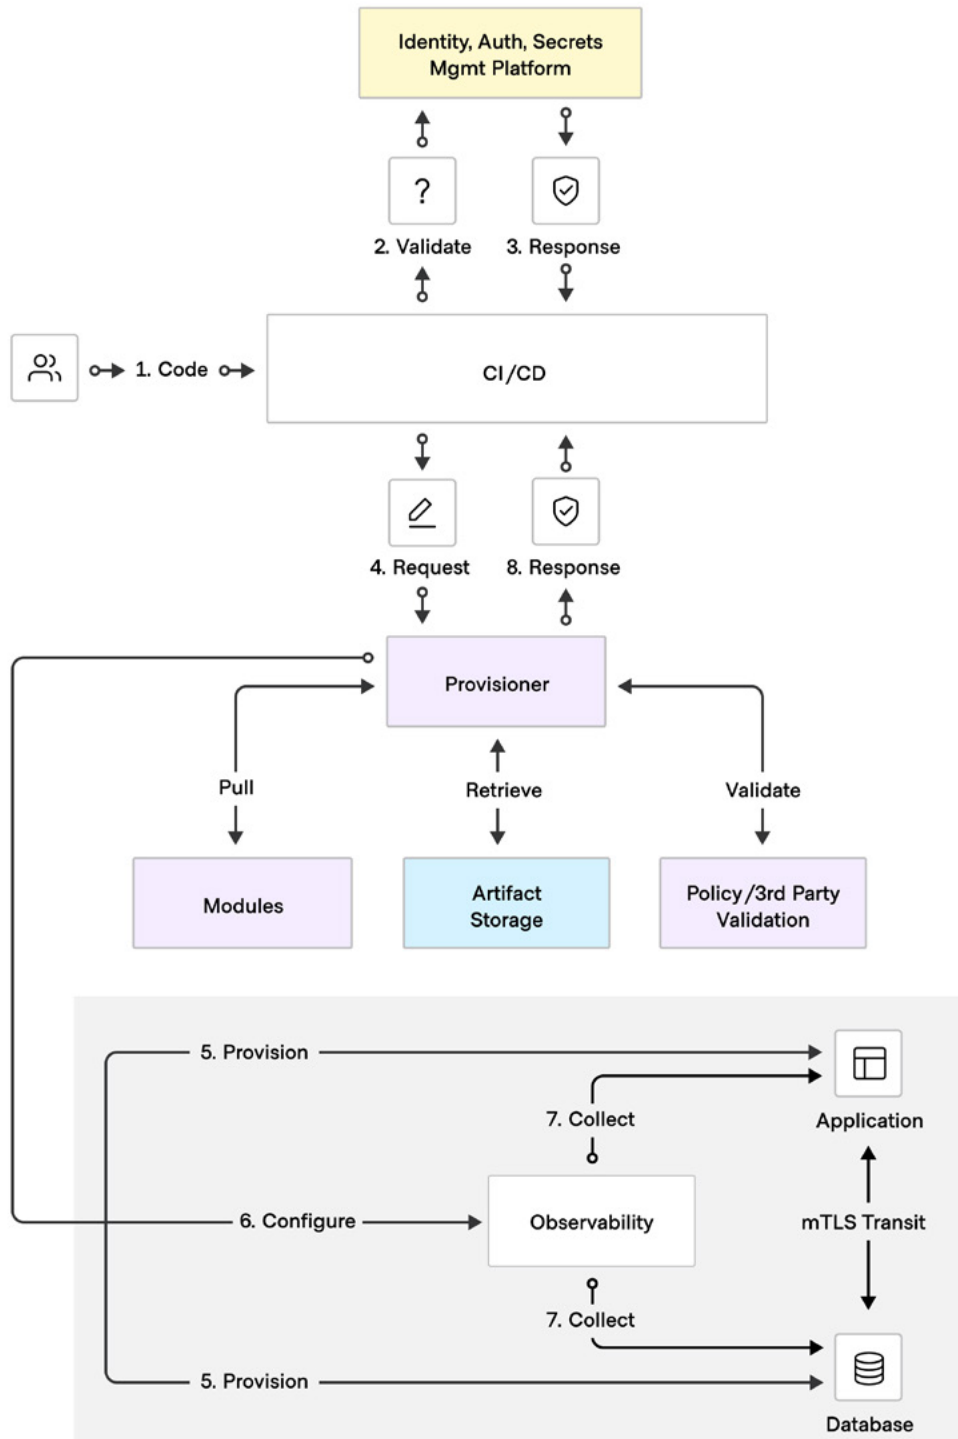 Identity, Auth, Secrets
Mgmt Platform
?
2. Validate
3. Response
1. Code
CI/CD
4. Request
8. Response
Provisioner
Pull
Retrieve
Validate
Modules
Artifact
Storage
Policy/3rd Party
Validation
5. Provision
7. Collect
Application
6. Configure
Observability
mTLS Transit
7. Collect
5. Provision
Database